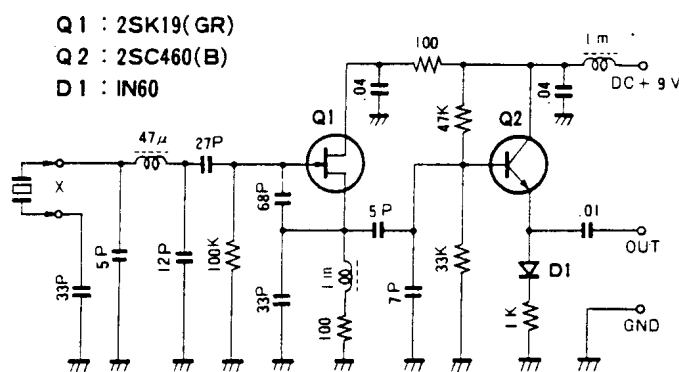 Q1 : 2SK19(GR)
Q2 : 2SC460(B)
D1 : IN60
1m
100
DC+9V
.04
.04
47K
Q1
Q2
47μ
27P
X
68P
5P
.01
OUT
5P
12P
100K
1m
33K
D1
33P
33P
7P
100
1K
GND